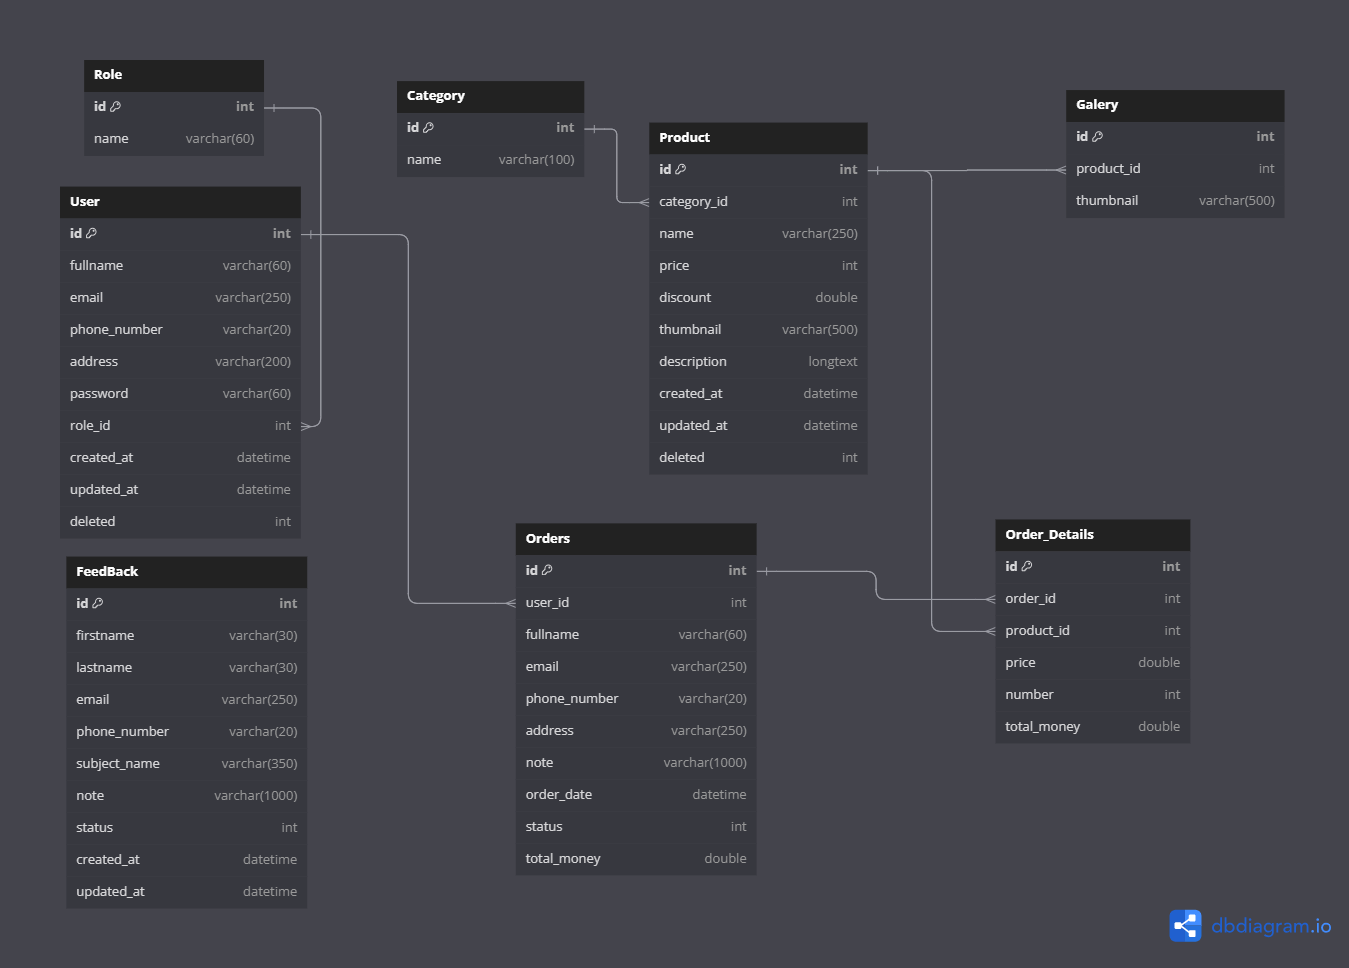 Role
id int
name varchar(60)
User
id int
fullname varchar(60)
email varchar(250)
phone_number varchar(20)
address varchar(200)
password varchar(60)
role_id int
created_at datetime
updated_at datetime
deleted int
FeedBack
id int
firstname varchar(30)
lastname varchar(30)
email varchar(250)
phone_number varchar(20)
subject_name varchar(350)
note varchar(1000)
status int
created_at datetime
updated_at datetime
Category
id int
name varchar(100)
Product
id int
category_id int
name varchar(250)
price int
discount double
thumbnail varchar(500)
description longtext
created_at datetime
updated_at datetime
deleted int
Orders
id int
user_id int
fullname varchar(60)
email varchar(250)
phone_number varchar(20)
address varchar(250)
note varchar(1000)
order_date datetime
status int
total_money double
Galery
id int
product_id int
thumbnail varchar(500)
Order_Details
id int
order_id int
product_id int
price double
number int
total_money double
dbdiagram.io